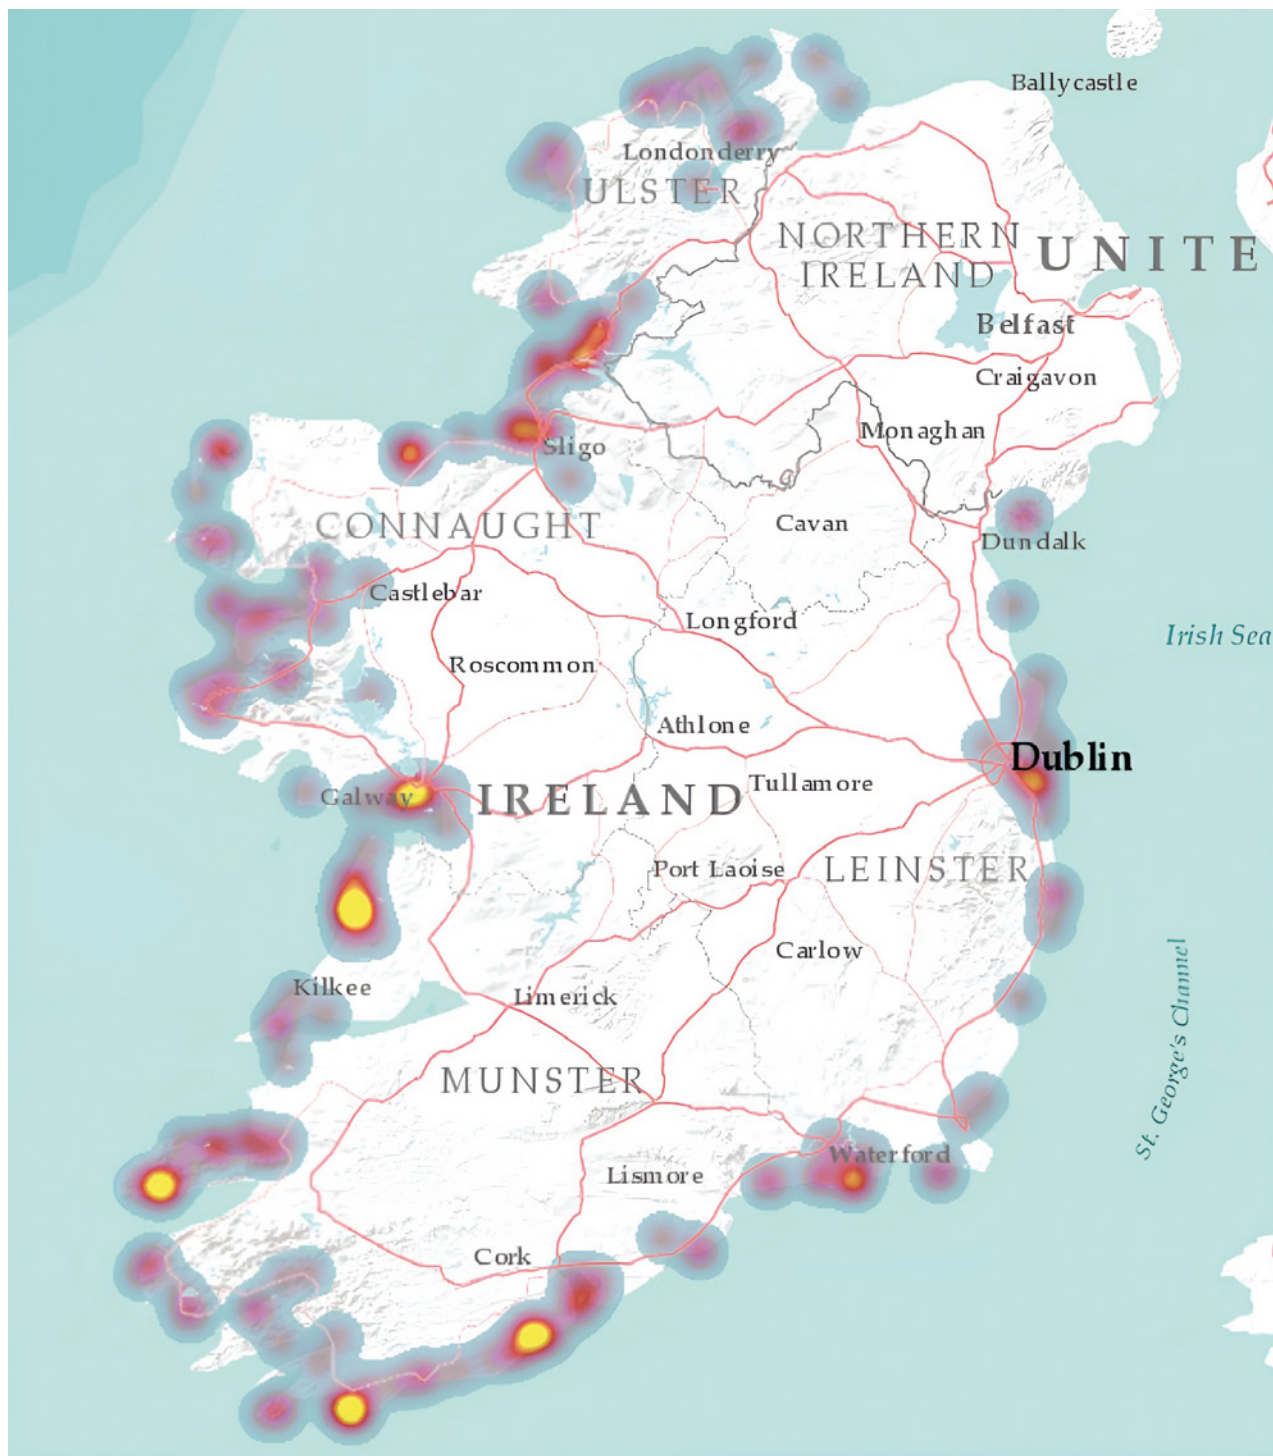 Ballycastle
Londonderry
ULSTER
NORTHERN
IRELAND
UNITE
Belfast
Craigavon
Monaghan
Sligo
CONNAUGHT
Cavan
Dundalk
Castlebar
Longford
Irish Sea
Roscommon
Athlone
Dublin
Tullamore
Galway
IRELAND
Port Laoise
LEINSTER
Carlow
Kilkee
Limerick
St. George's Channel
MUNSTER
Waterford
Lismore
Cork